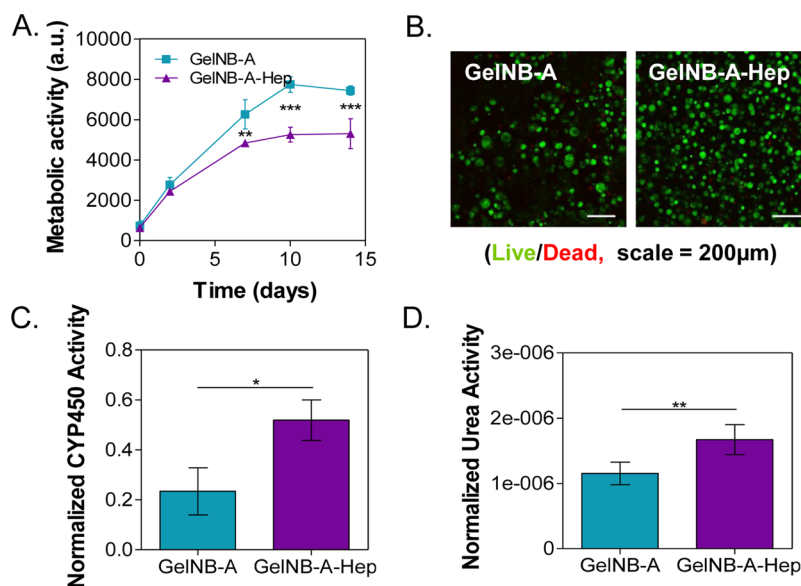 A.
Metabolic activity (a.u.)
10000
8000
6000
4000
2000
0
GelNB-A
GelNB-A-Hep
**
***
***
0
5
10
15
Time (days)
B.
GelNB-A
GelNB-A-Hep
(Live/Dead, scale = 200µm)
C.
Normalized CYP450 Activity
0.8
0.6
0.4
0.2
0.0
*
GelNB-A
GelNB-A-Hep
D.
Normalized Urea Activity
3e-006
2e-006
1e-006
0
**
GelNB-A
GelNB-A-Hep